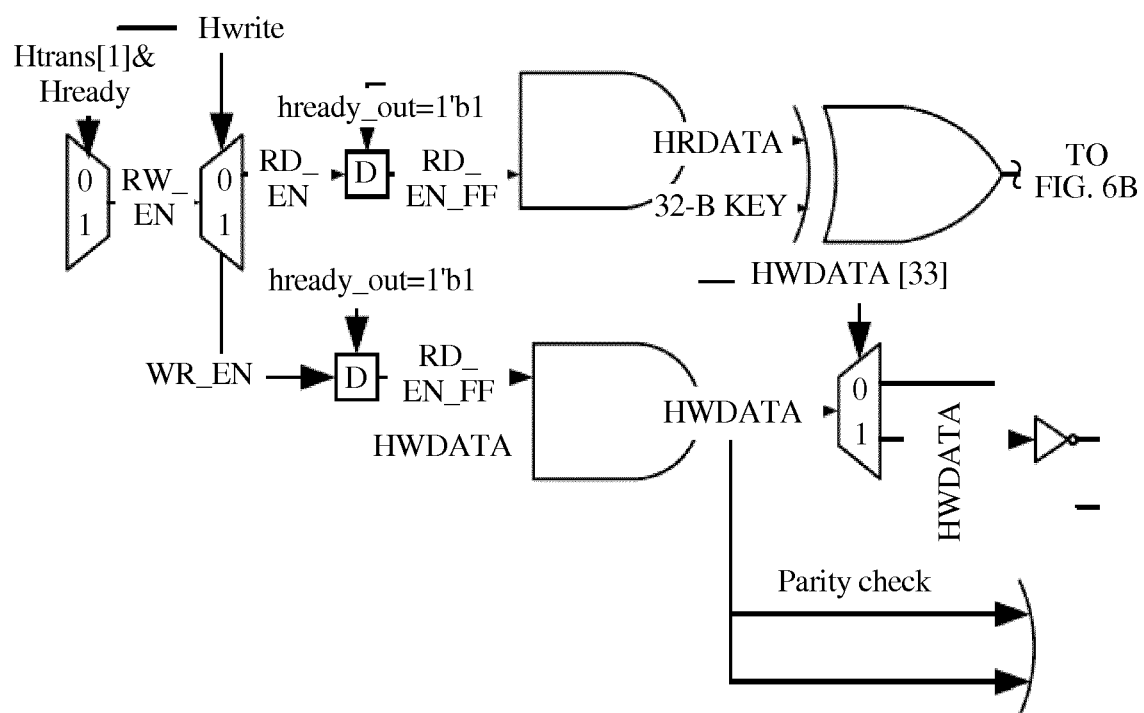 Hwrite
Htrans[1]&
Hready
hready_out=1'b1
0
1
RW_
EN
0
1
RD_
EN
D
RD_
EN_FF
HRDATA
32-B KEY
TO
FIG. 6B
hready_out=1'b1
HWDATA [33]
WR_EN
D
RD_
EN_FF
HWDATA
HWDATA
0
1
HWDATA
Parity check